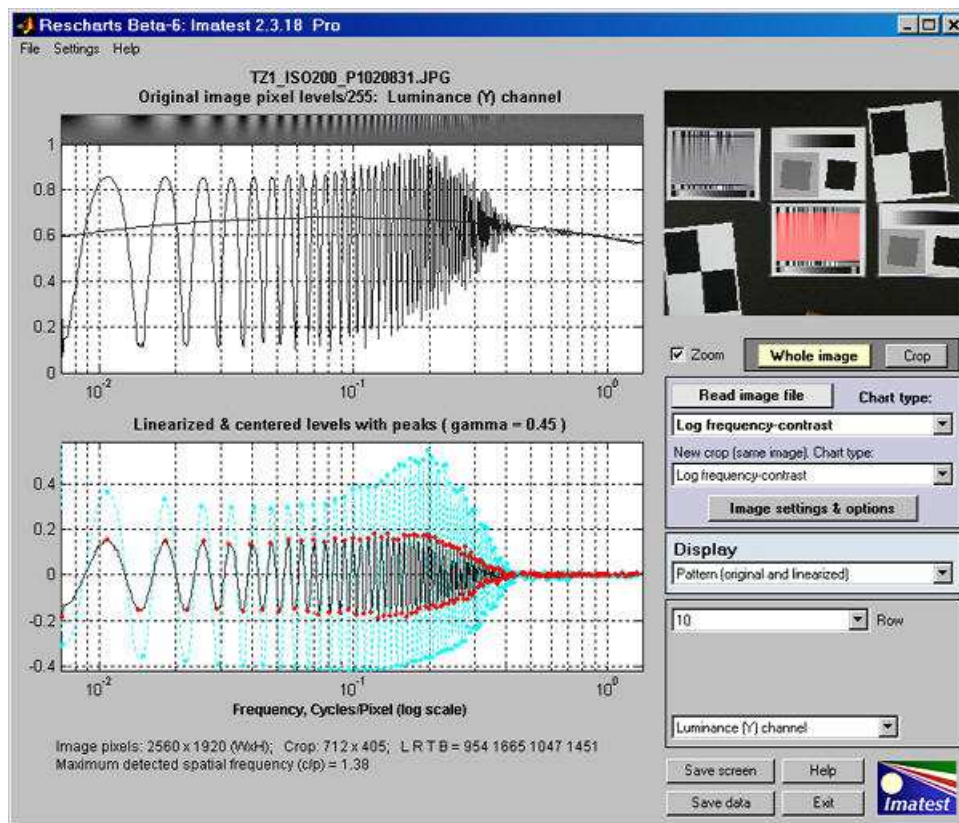 Rescharts Beta-6: Imatest 2.3.18 Pro
File Settings Help
TZ1_ISO200_P1020831.JPG
Original image pixel levels/255: Luminance (Y) channel
1
0.8
0.6
0.4
0.2
0
10^-2 10^-1 10^0
Linearized & centered levels with peaks ( gamma = 0.45 )
0.4
0.2
0
-0.2
-0.4
10^-2 10^-1 10^0
Frequency, Cycles/Pixel (log scale)
Image pixels: 2560 x 1920 (WxH); Crop: 712 x 405; L R T B = 954 1665 1047 1451
Maximum detected spatial frequency (c/p) = 1.38
Zoom Whole image Crop
Read image file Chart type:
Log frequency-contrast
New crop (same image). Chart type:
Log frequency-contrast
Image settings & options
Display
Pattern (original and linearized)
10 Row
Luminance (Y) channel
Save screen Help
Save data Exit
Imatest